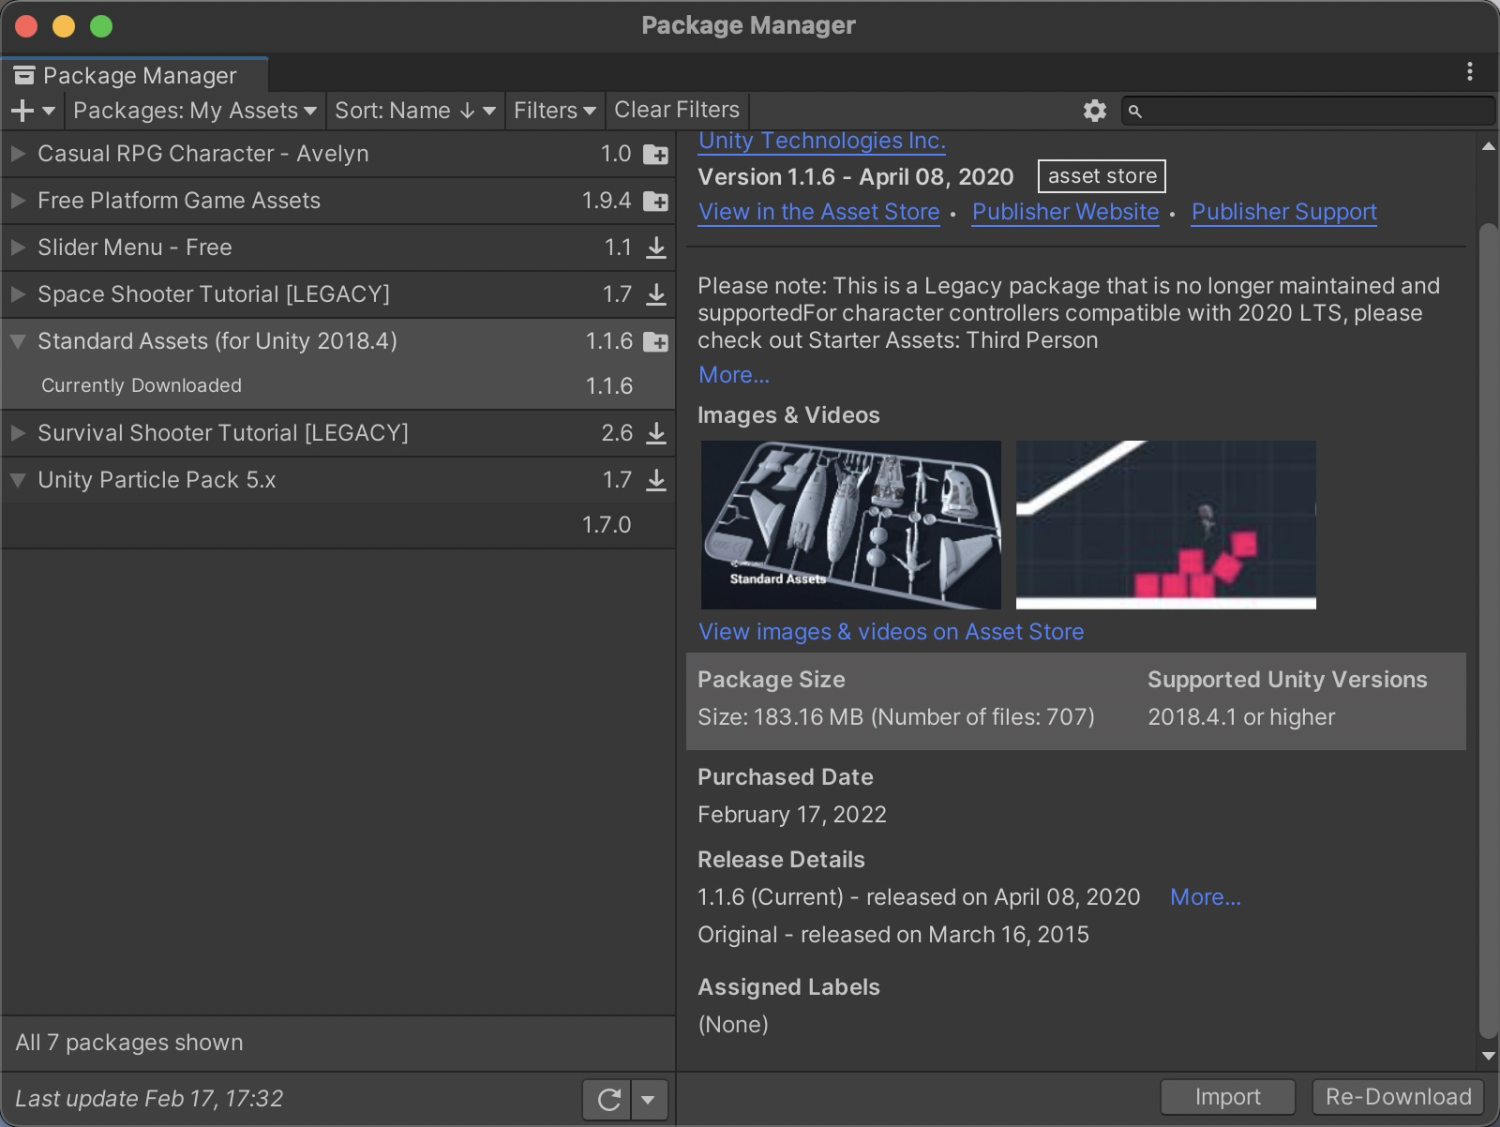 Package Manager
Package Manager
Packages: My Assets
Sort: Name ↓
Filters
Clear Filters
Casual RPG Character - Avelyn 1.0
Free Platform Game Assets 1.9.4
Slider Menu - Free 1.1
Space Shooter Tutorial [LEGACY] 1.7
Standard Assets (for Unity 2018.4) 1.1.6
Currently Downloaded 1.1.6
Survival Shooter Tutorial [LEGACY] 2.6
Unity Particle Pack 5.x 1.7
1.7.0
All 7 packages shown
Last update Feb 17, 17:32
Unity Technologies Inc.
Version 1.1.6 - April 08, 2020 asset store
View in the Asset Store • Publisher Website • Publisher Support
Please note: This is a Legacy package that is no longer maintained and
supportedFor character controllers compatible with 2020 LTS, please
check out Starter Assets: Third Person
More...
Images & Videos
Standard Assets
View images & videos on Asset Store
Package Size
Size: 183.16 MB (Number of files: 707)
Supported Unity Versions
2018.4.1 or higher
Purchased Date
February 17, 2022
Release Details
1.1.6 (Current) - released on April 08, 2020 More...
Original - released on March 16, 2015
Assigned Labels
(None)
Import
Re-Download